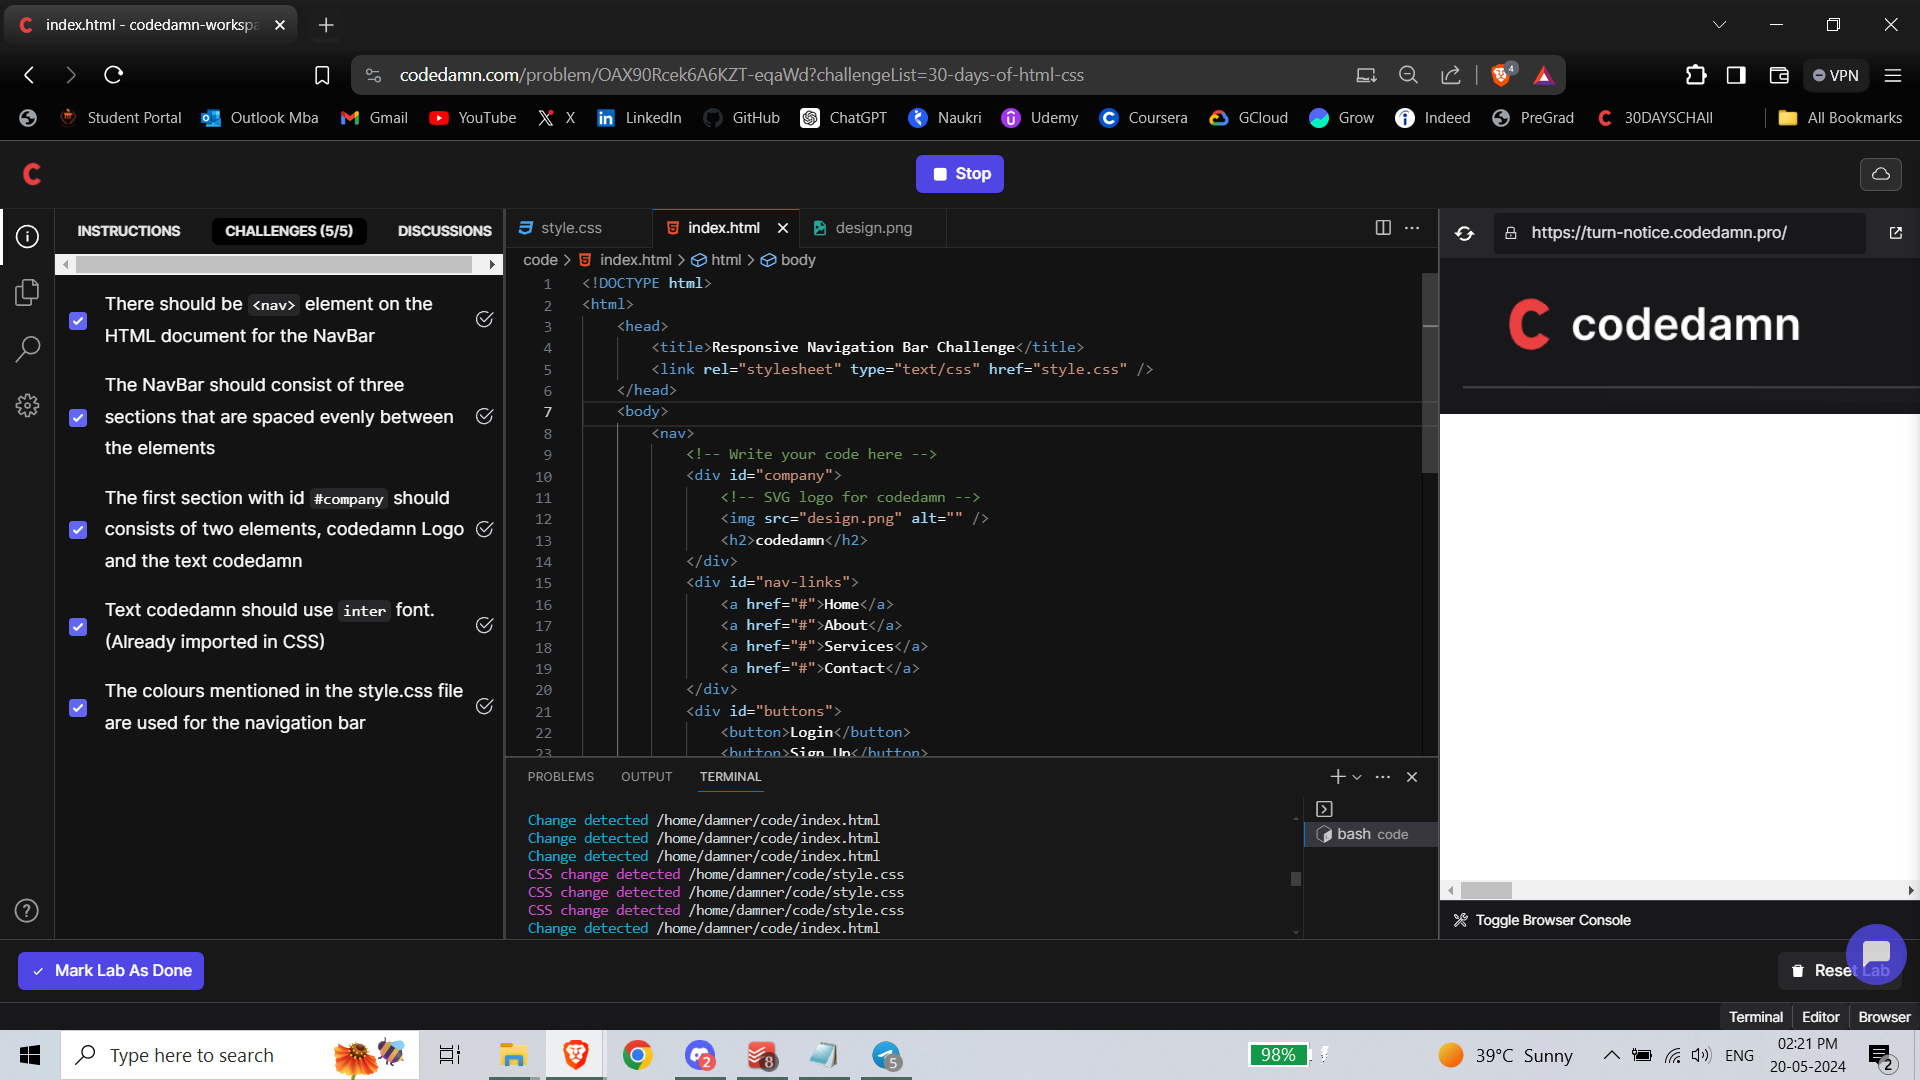 index.html - codedamn-workspa
codedamn.com/problem/OAX90Rcek6A6KZT-eqaWd?challengeList=30-days-of-html-css
4
VPN
Student Portal
Outlook Mba
Gmail
YouTube
X
LinkedIn
GitHub
ChatGPT
Naukri
Udemy
Coursera
GCloud
Grow
Indeed
PreGrad
30DAYSCHAll
All Bookmarks
Stop
INSTRUCTIONS
CHALLENGES (5/5)
DISCUSSIONS
There should be <nav> element on the
HTML document for the NavBar
The NavBar should consist of three
sections that are spaced evenly between
the elements
The first section with id #company should
consists of two elements, codedamn Logo
and the text codedamn
Text codedamn should use inter font.
(Already imported in CSS)
The colours mentioned in the style.css file
are used for the navigation bar
style.css
index.html
design.png
code > index.html > html > body
1 <!DOCTYPE html>
2 <html>
3 <head>
4 <title>Responsive Navigation Bar Challenge</title>
5 <link rel="stylesheet" type="text/css" href="style.css" />
6 </head>
7 <body>
8 <nav>
9 <!-- Write your code here -->
10 <div id="company">
11 <!-- SVG logo for codedamn -->
12 <img src="design.png" alt="" />
13 <h2>codedamn</h2>
14 </div>
15 <div id="nav-links">
16 <a href="#">Home</a>
17 <a href="#">About</a>
18 <a href="#">Services</a>
19 <a href="#">Contact</a>
20 </div>
21 <div id="buttons">
22 <button>Login</button>
23 <button>Sign Up</button>
PROBLEMS
OUTPUT
TERMINAL
Change detected /home/damner/code/index.html
Change detected /home/damner/code/index.html
Change detected /home/damner/code/index.html
CSS change detected /home/damner/code/style.css
CSS change detected /home/damner/code/style.css
CSS change detected /home/damner/code/style.css
Change detected /home/damner/code/index.html
bash code
https://turn-notice.codedamn.pro/
codedamn
Toggle Browser Console
Mark Lab As Done
Reset Lab
Terminal
Editor
Browser
Type here to search
2
8
5
98%
39°C Sunny
ENG
02:21 PM
20-05-2024
2